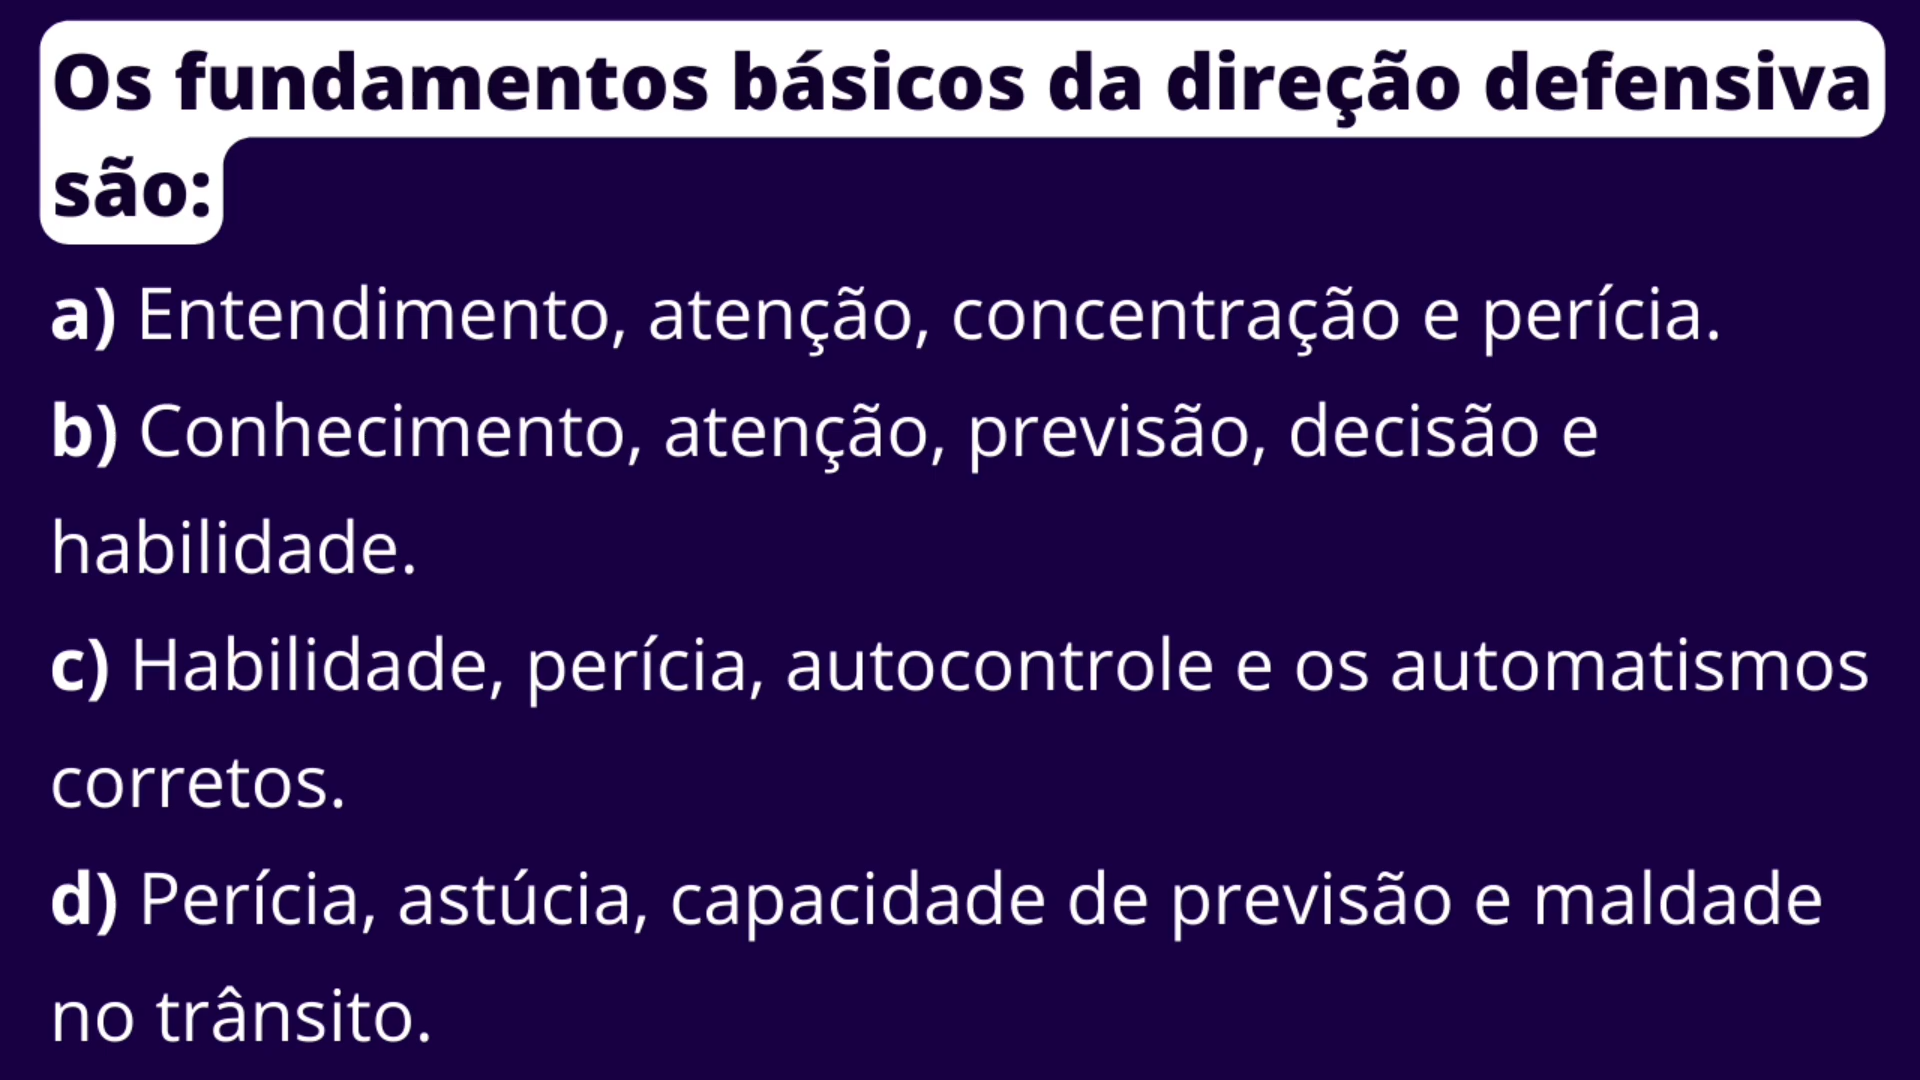 Os fundamentos básicos da direção defensiva
são:
a) Entendimento, atenção, concentração e perícia.
b) Conhecimento, atenção, previsão, decisão e
habilidade.
c) Habilidade, perícia, autocontrole e os automatismos
corretos.
d) Perícia, astúcia, capacidade de previsão e maldade
no trânsito.